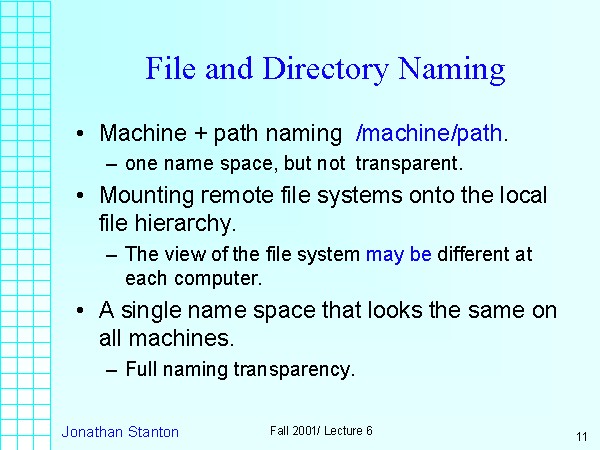 File and Directory Naming
• Machine + path naming /machine/path.
– one name space, but not transparent.
• Mounting remote file systems onto the local
file hierarchy.
– The view of the file system may be different at
each computer.
• A single name space that looks the same on
all machines.
– Full naming transparency.
Jonathan Stanton
Fall 2001/ Lecture 6
11